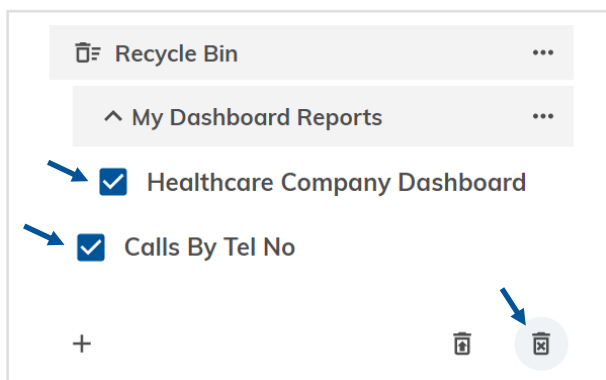 Recycle Bin
My Dashboard Reports
Healthcare Company Dashboard
Calls By Tel No